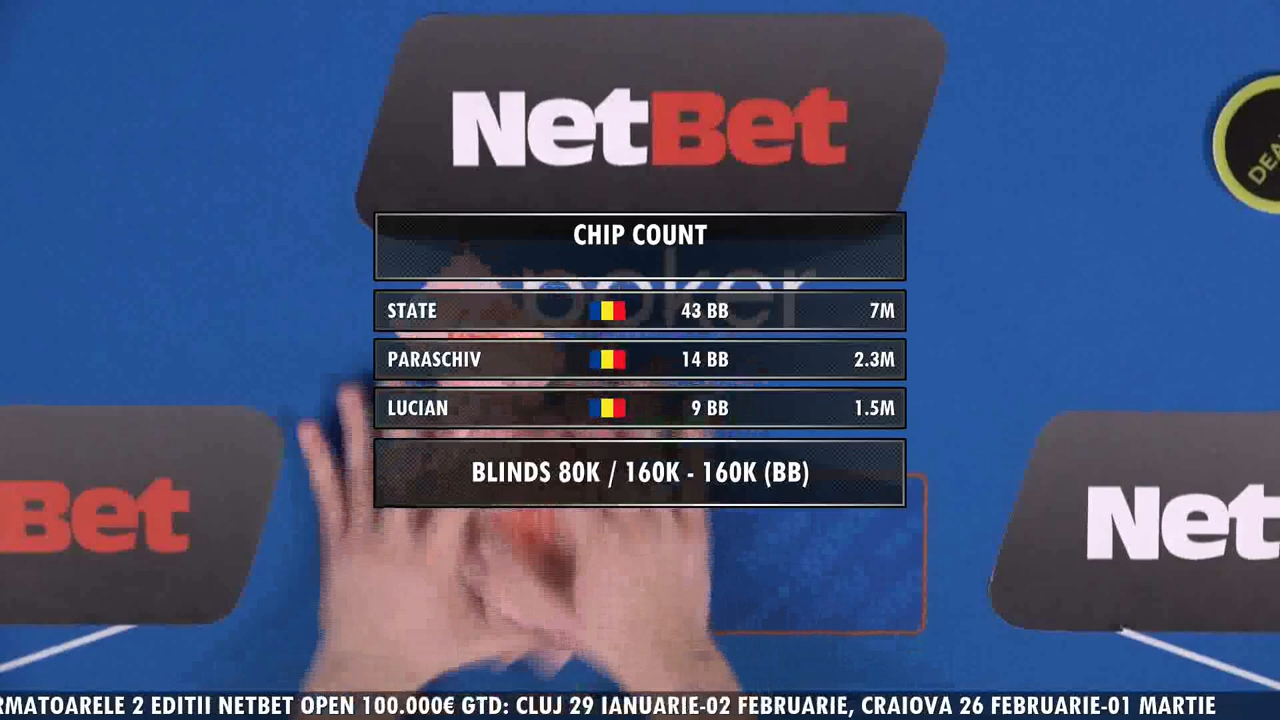 NetBet
poker
CHIP COUNT
STATE 43 BB 7M
PARASCHIV 14 BB 2.3M
LUCIAN 9 BB 1.5M
BLINDS 80K / 160K - 160K (BB)
Bet
Net
DEA
RMATOARELE 2 EDITII NETBET OPEN 100.000€ GTD: CLUJ 29 IANUARIE-02 FEBRUARIE, CRAIOVA 26 FEBRUARIE-01 MARTIE